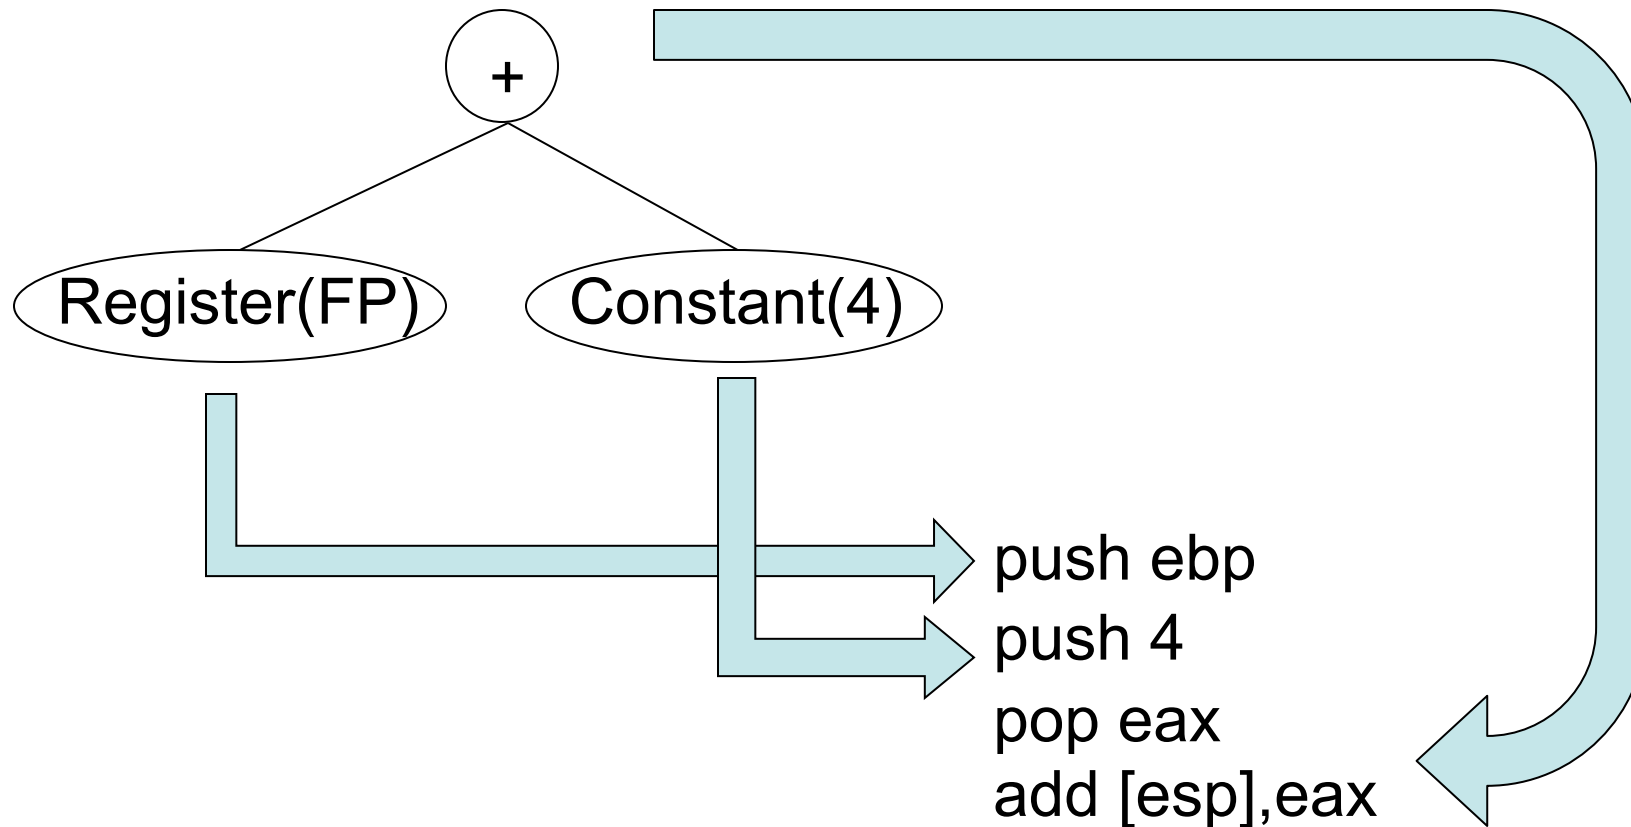 +
Register(FP) Constant(4)
push ebp
push 4
pop eax
add [esp],eax